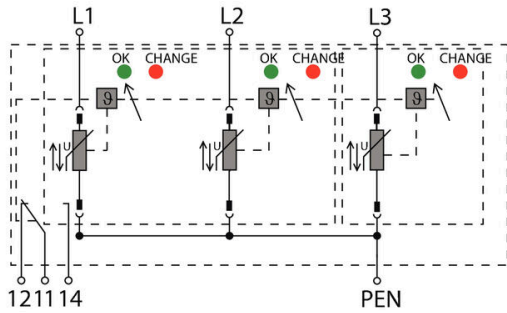 L1 L2 L3
OK CHANGE OK CHANGE OK CHANGE
ϑ ϑ ϑ
U U U
12 11 14 PEN